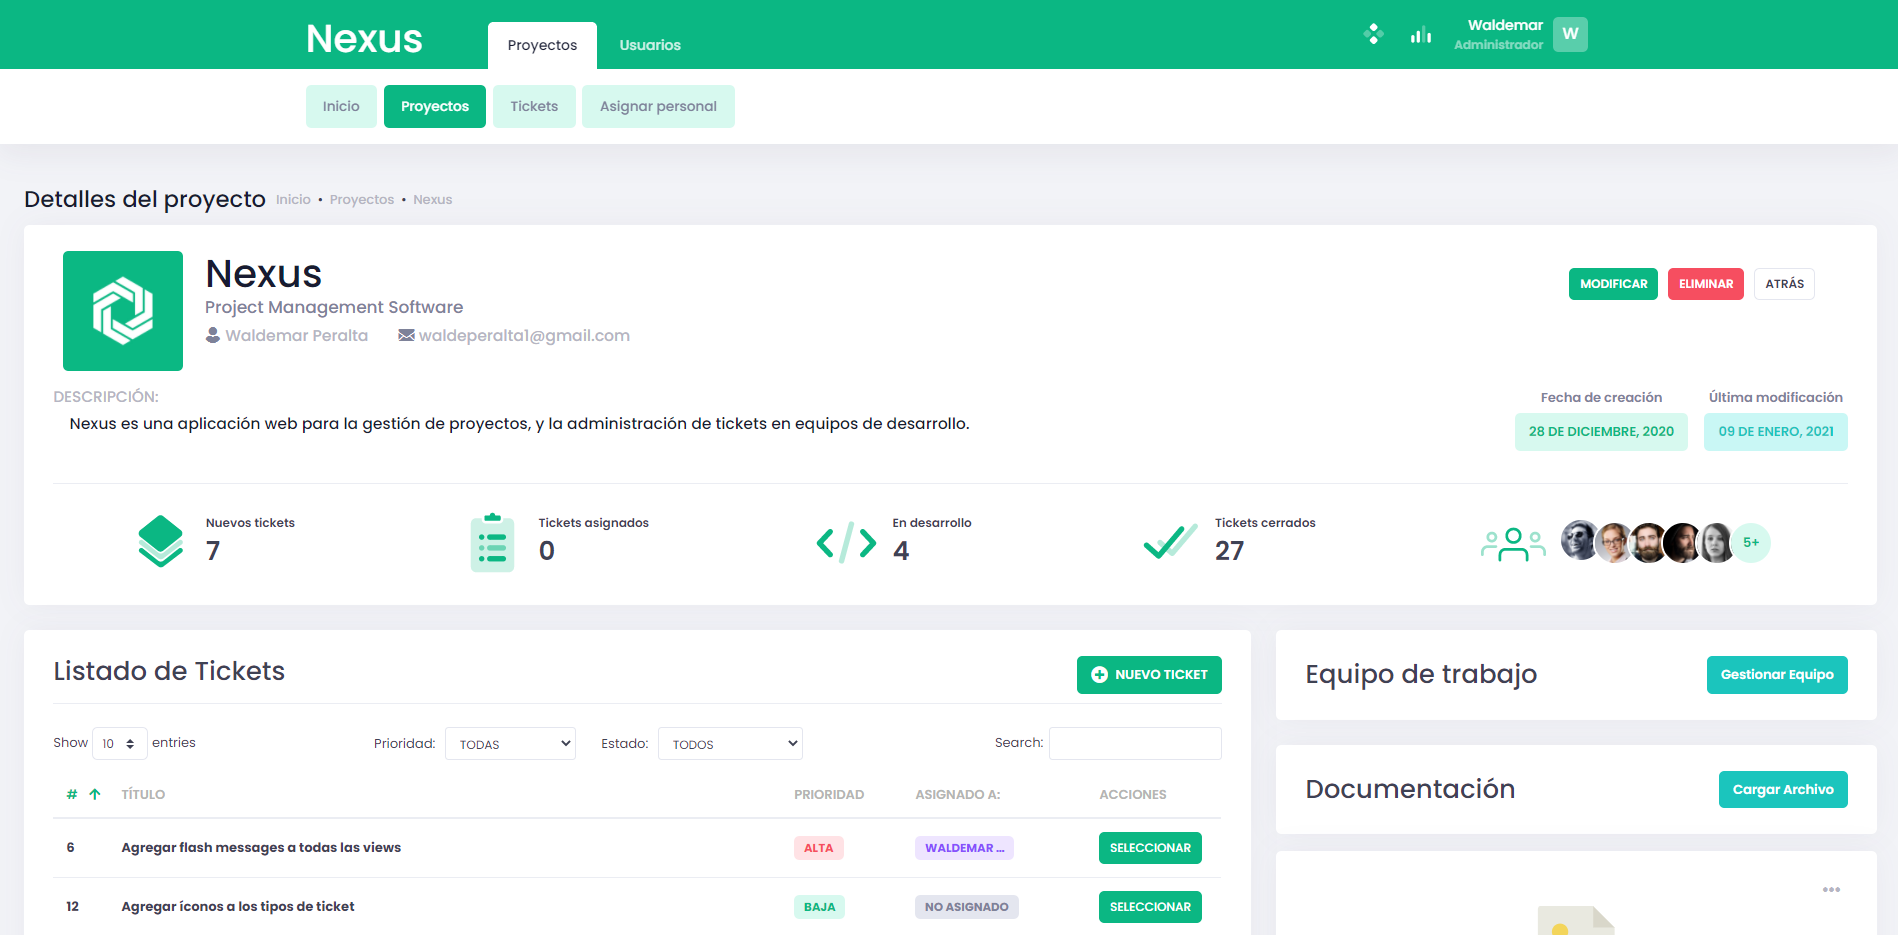 Nexus
Proyectos
Usuarios
Waldemar
Administrador
W
Inicio
Proyectos
Tickets
Asignar personal
Detalles del proyecto
Inicio • Proyectos • Nexus
Nexus
Project Management Software
Waldemar Peralta
waldeperalta1@gmail.com
MODIFICAR
ELIMINAR
ATRÁS
DESCRIPCIÓN:
Nexus es una aplicación web para la gestión de proyectos, y la administración de tickets en equipos de desarrollo.
Fecha de creación
28 DE DICIEMBRE, 2020
Última modificación
09 DE ENERO, 2021
Nuevos tickets
7
Tickets asignados
0
En desarrollo
4
Tickets cerrados
27
5+
Listado de Tickets
NUEVO TICKET
Show 10 entries
Prioridad: TODAS
Estado: TODOS
Search:
# TÍTULO PRIORIDAD ASIGNADO A: ACCIONES
6 Agregar flash messages a todas las views ALTA WALDEMAR ... SELECCIONAR
12 Agregar íconos a los tipos de ticket BAJA NO ASIGNADO SELECCIONAR
Equipo de trabajo
Gestionar Equipo
Documentación
Cargar Archivo